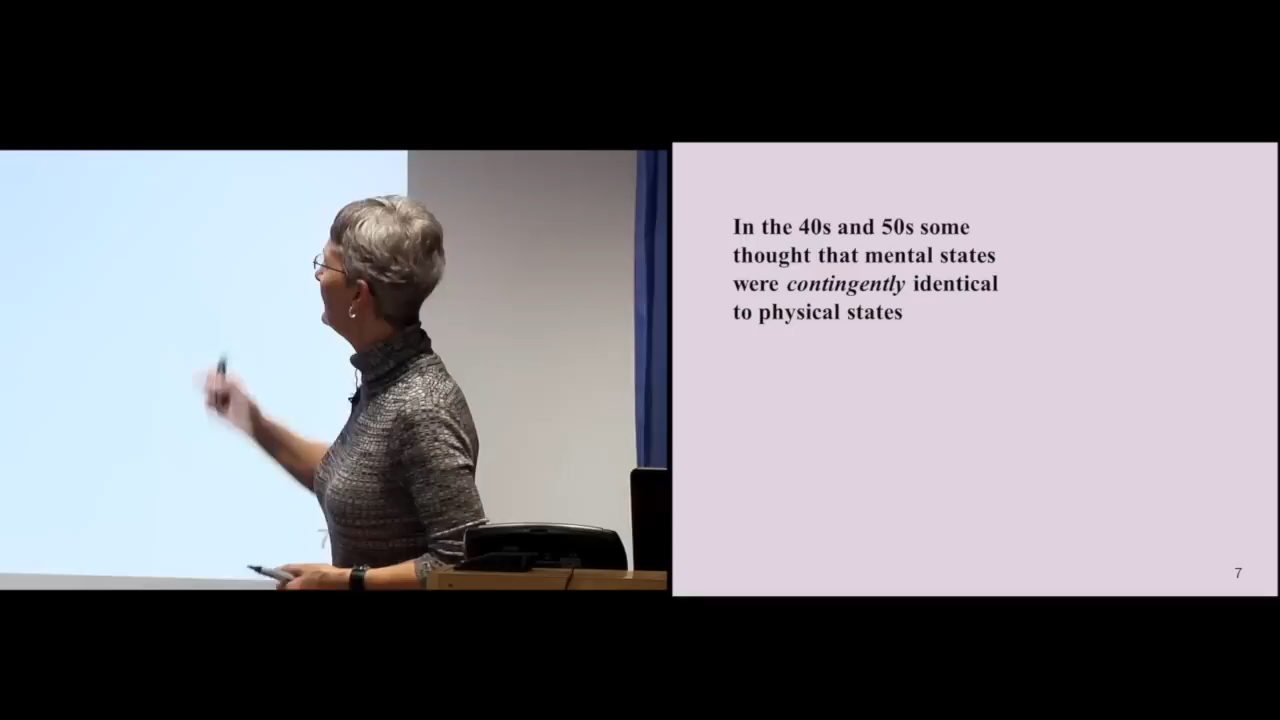 In the 40s and 50s some
thought that mental states
were contingently identical
to physical states
7